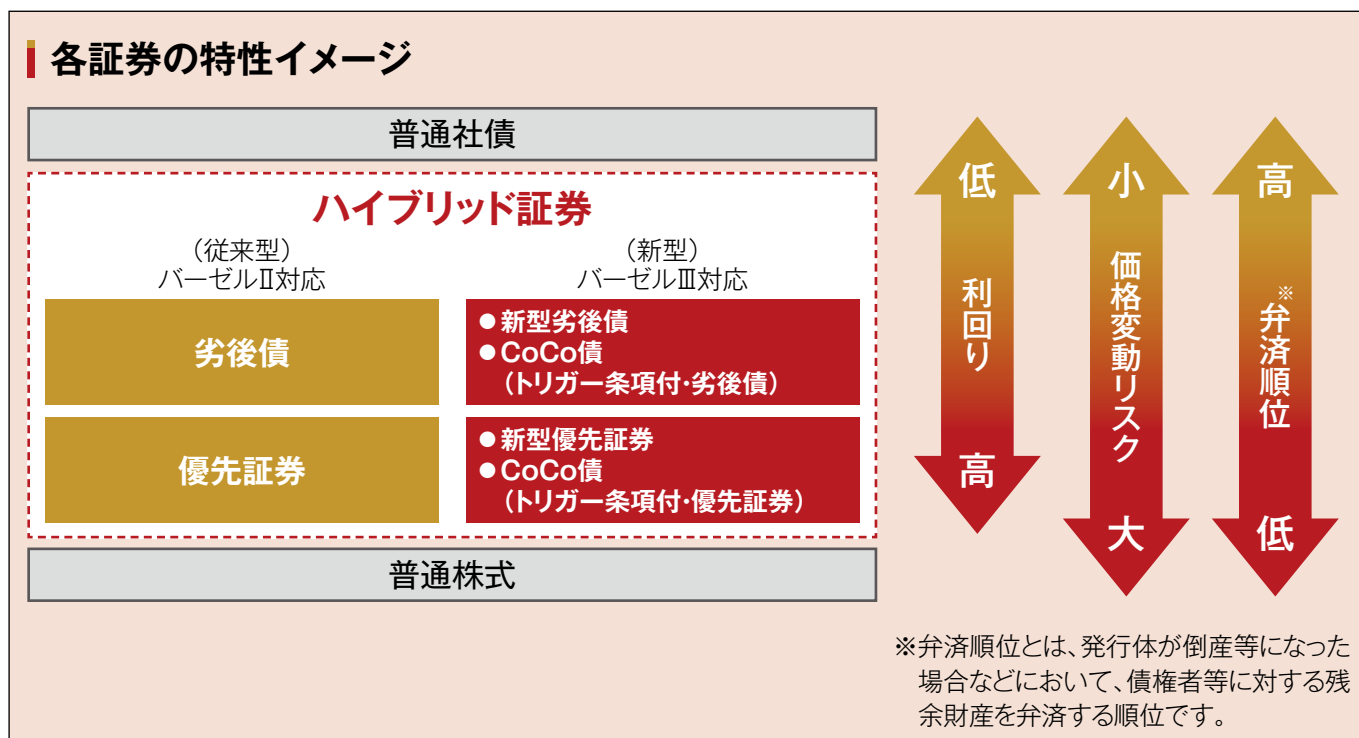 各証券の特性イメージ
普通社債
ハイブリッド証券
（従来型）
バーゼルⅡ対応
（新型）
バーゼルⅢ対応
劣後債
●新型劣後債
●CoCo債
（トリガー条項付・劣後債）
優先証券
●新型優先証券
●CoCo債
（トリガー条項付・優先証券）
普通株式
低
利回り
高
小
価格変動リスク
大
高
※弁済順位
低
※弁済順位とは、発行体が倒産等になった
場合などにおいて、債権者等に対する残
余財産を弁済する順位です。